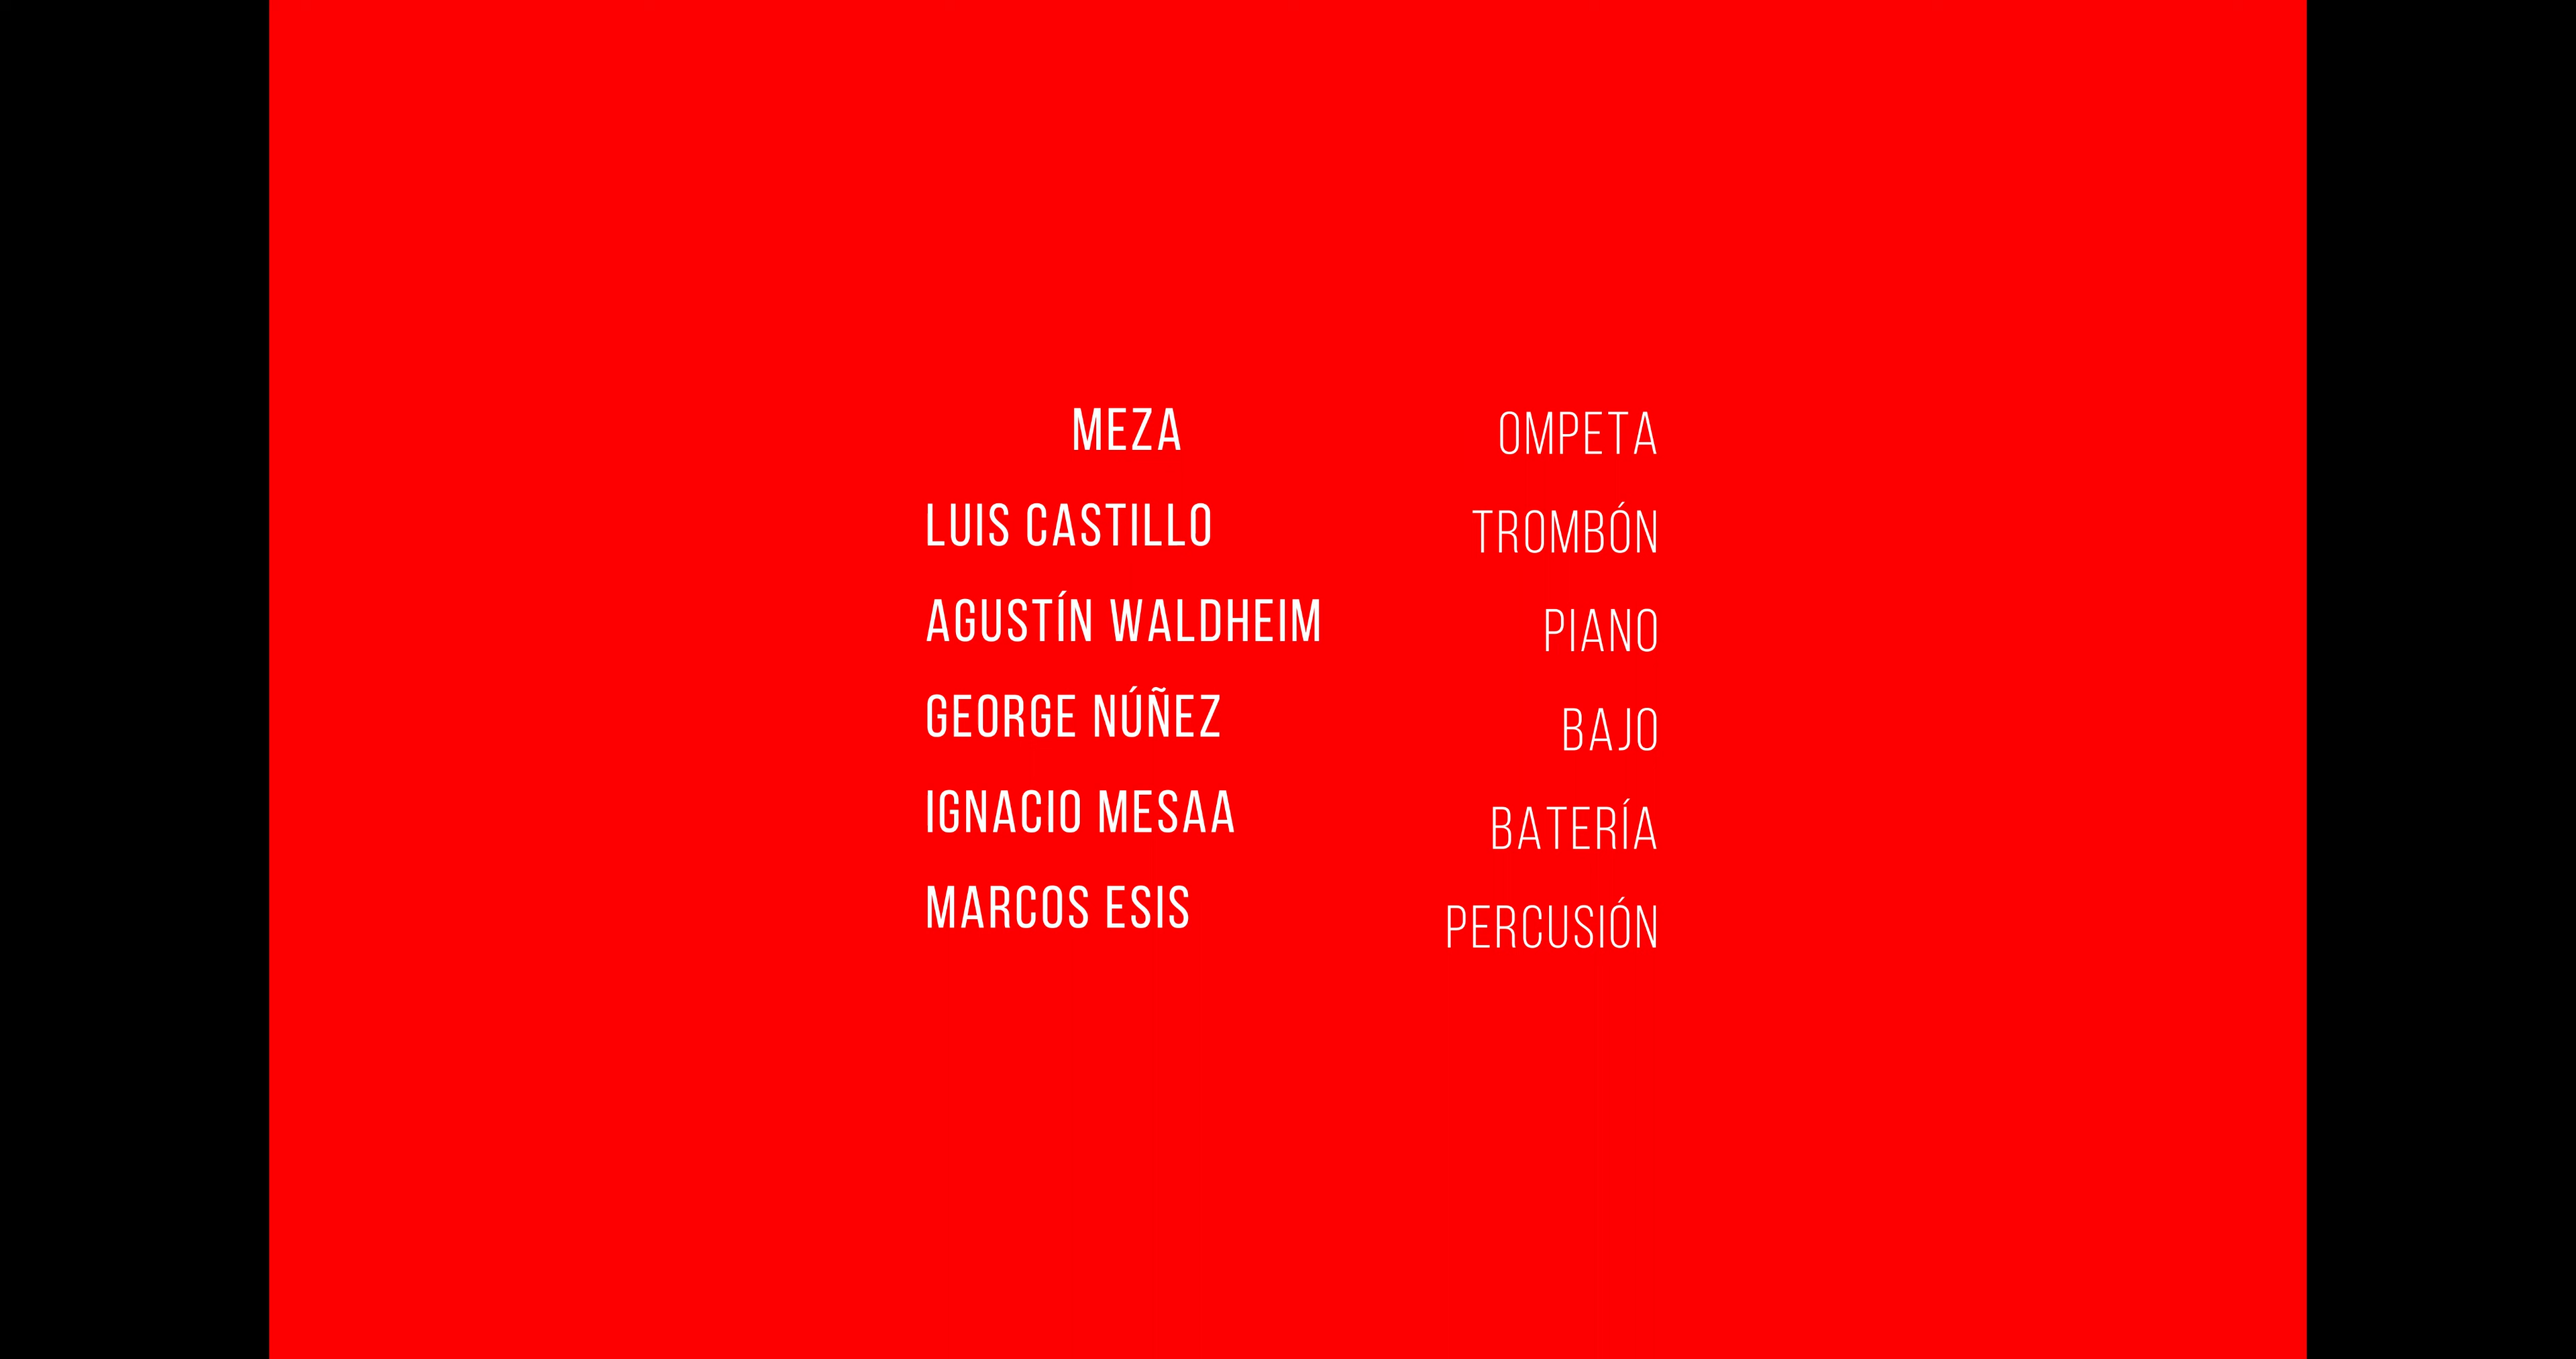 MEZA OMPETA
LUIS CASTILLO TROMBÓN
AGUSTÍN WALDHEIM PIANO
GEORGE NÚÑEZ BAJO
IGNACIO MESAA BATERÍA
MARCOS ESIS PERCUSIÓN